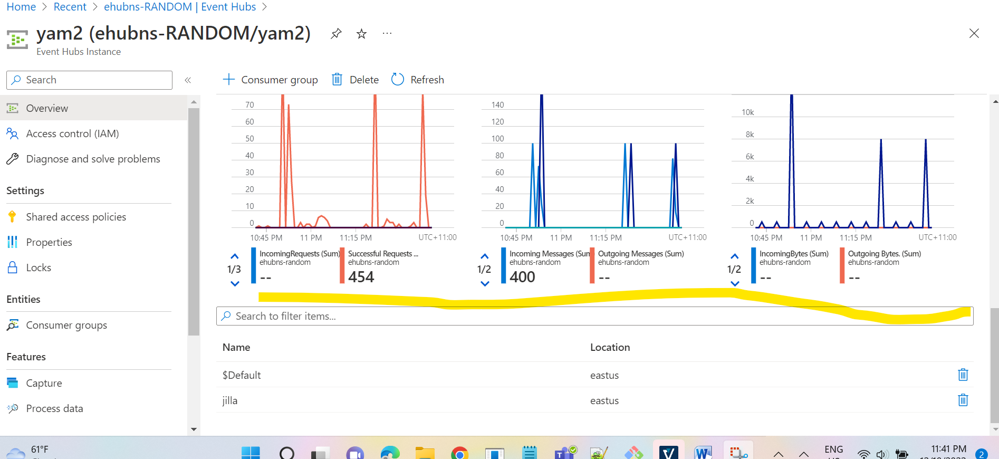 Home > Recent > ehubns-RANDOM | Event Hubs >
yam2 (ehubns-RANDOM/yam2)
Event Hubs Instance
Search
Overview
Access control (IAM)
Diagnose and solve problems
Settings
Shared access policies
Properties
Locks
Entities
Consumer groups
Features
Capture
Process data
Consumer group Delete Refresh
70
60
50
40
30
20
10
0
10:45 PM 11 PM 11:15 PM UTC+11:00
1/3
IncomingRequests (Sum)
ehubns-random
--
Successful Requests ...
ehubns-random
454
140
120
100
80
60
40
20
0
10:45 PM 11 PM 11:15 PM UTC+11:00
1/2
Incoming Messages (Sum
ehubns-random
400
Outgoing Messages (Sum)
ehubns-random
--
10k
8k
6k
4k
2k
0
10:45 PM 11 PM 11:15 PM UTC+11:00
1/2
IncomingBytes (Sum)
ehubns-random
--
Outgoing Bytes. (Sum)
ehubns-random
--
Search to filter items...
Name Location
$Default eastus
jilla eastus
61°F
ENG
11:41 PM
2